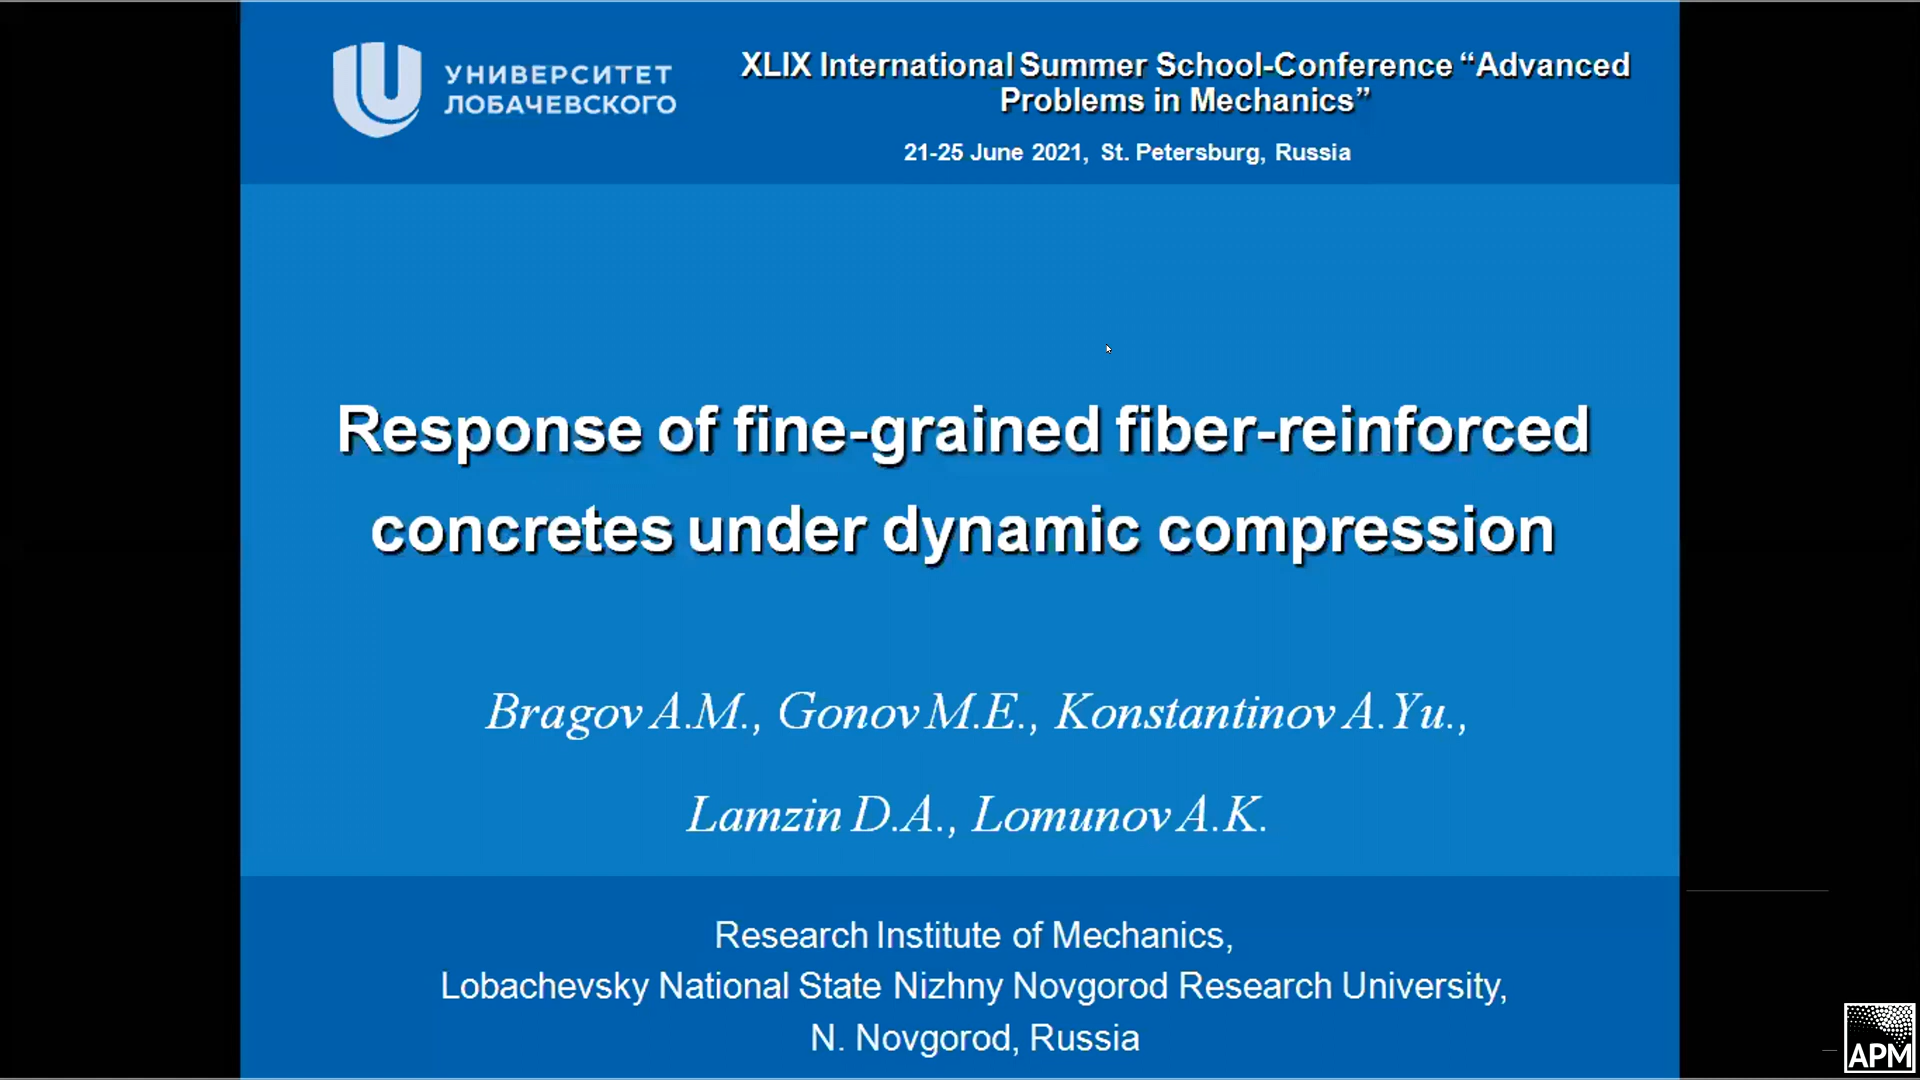 УНИВЕРСИТЕТ
ЛОБАЧЕВСКОГО
XLIX International Summer School-Conference “Advanced
Problems in Mechanics”
21-25 June 2021, St. Petersburg, Russia
Response of fine-grained fiber-reinforced
concretes under dynamic compression
Bragov A.M., Gonov M.E., Konstantinov A.Yu.,
Lamzin D.A., Lomunov A.K.
Research Institute of Mechanics,
Lobachevsky National State Nizhny Novgorod Research University,
N. Novgorod, Russia
APM